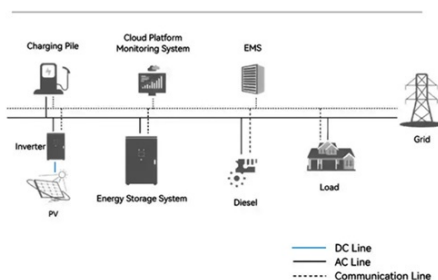 Charging Pile
Cloud Platform
Monitoring System
EMS
Grid
Inverter
PV
Energy Storage System
Diesel
Load
DC Line
AC Line
Communication Line